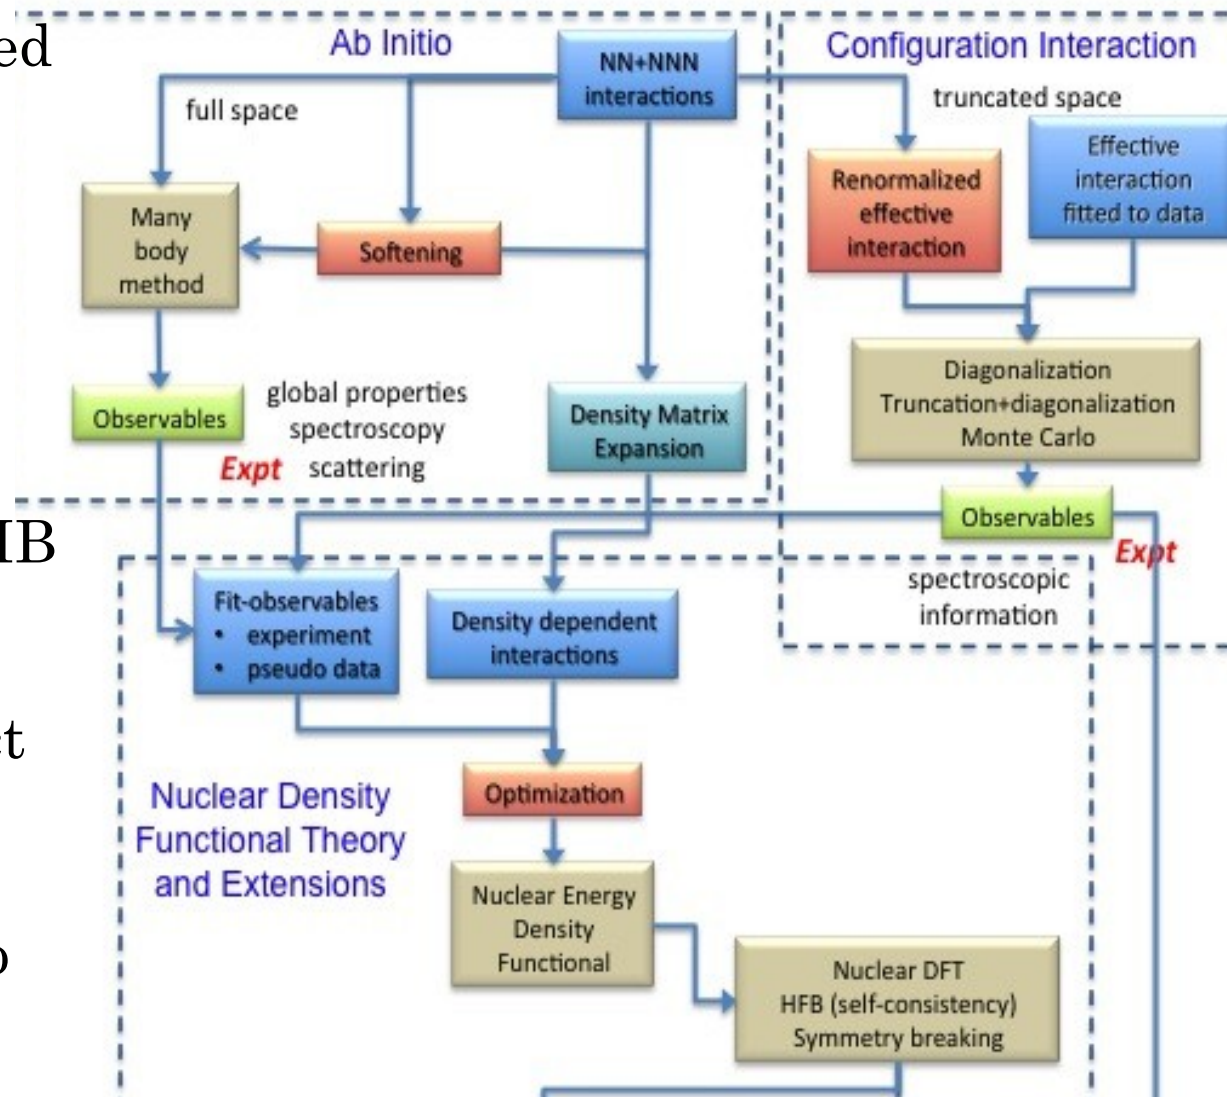 ed
Ab Initio
NN+NNN
interactions
Configuration Interaction
full space
truncated space
Effective
interaction
fitted to data
Renormalized
effective
interaction
Many
body
method
Softening
Diagonalization
Truncation+diagonalization
Monte Carlo
Observables
global properties
spectroscopy
scattering
Expt
Density Matrix
Expansion
Observables
Expt
IB
spectroscopic
information
Fit-observables
• experiment
• pseudo data
Density dependent
interactions
ct
Optimization
Nuclear Density
Functional Theory
and Extensions
Nuclear Energy
Density
Functional
Nuclear DFT
HFB (self-consistency)
Symmetry breaking